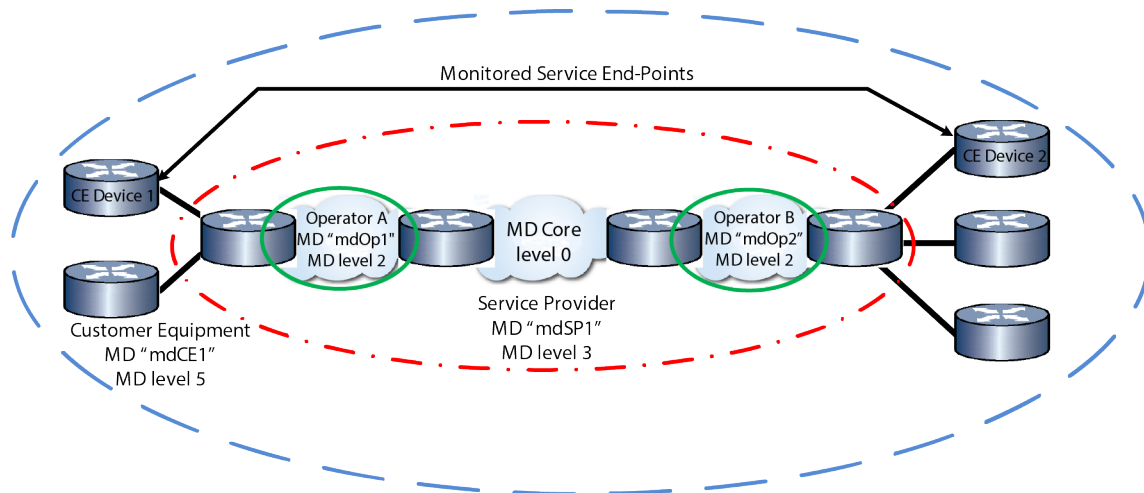 Monitored Service End-Points
CE Device 1
CE Device 2
Operator A
MD “mdOp1"
MD level 2
MD Core
level 0
Operator B
MD “mdOp2”
MD level 2
Service Provider
MD “mdSP1”
MD level 3
Customer Equipment
MD “mdCE1”
MD level 5